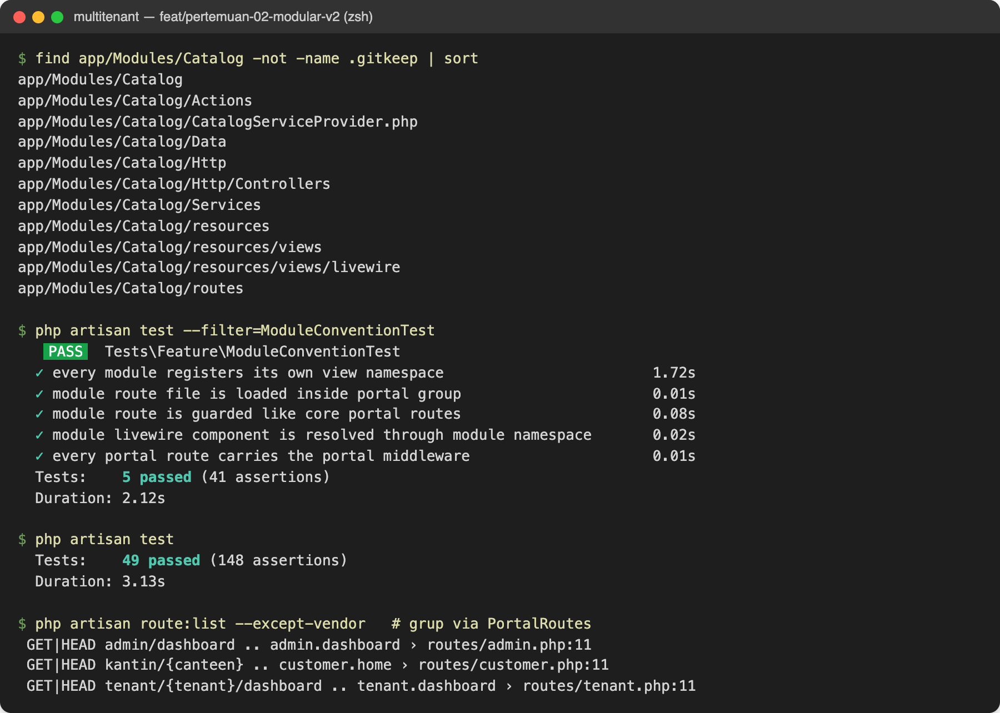 multitenant — feat/pertemuan-02-modular-v2 (zsh)
$ find app/Modules/Catalog -not -name .gitkeep | sort
app/Modules/Catalog
app/Modules/Catalog/Actions
app/Modules/Catalog/CatalogServiceProvider.php
app/Modules/Catalog/Data
app/Modules/Catalog/Http
app/Modules/Catalog/Http/Controllers
app/Modules/Catalog/Services
app/Modules/Catalog/resources
app/Modules/Catalog/resources/views
app/Modules/Catalog/resources/views/livewire
app/Modules/Catalog/routes
$ php artisan test --filter=ModuleConventionTest
PASS Tests\Feature\ModuleConventionTest
✓ every module registers its own view namespace 1.72s
✓ module route file is loaded inside portal group 0.01s
✓ module route is guarded like core portal routes 0.08s
✓ module livewire component is resolved through module namespace 0.02s
✓ every portal route carries the portal middleware 0.01s
Tests: 5 passed (41 assertions)
Duration: 2.12s
$ php artisan test
Tests: 49 passed (148 assertions)
Duration: 3.13s
$ php artisan route:list --except-vendor # grup via PortalRoutes
GET|HEAD admin/dashboard .. admin.dashboard › routes/admin.php:11
GET|HEAD kantin/{canteen} .. customer.home › routes/customer.php:11
GET|HEAD tenant/{tenant}/dashboard .. tenant.dashboard › routes/tenant.php:11